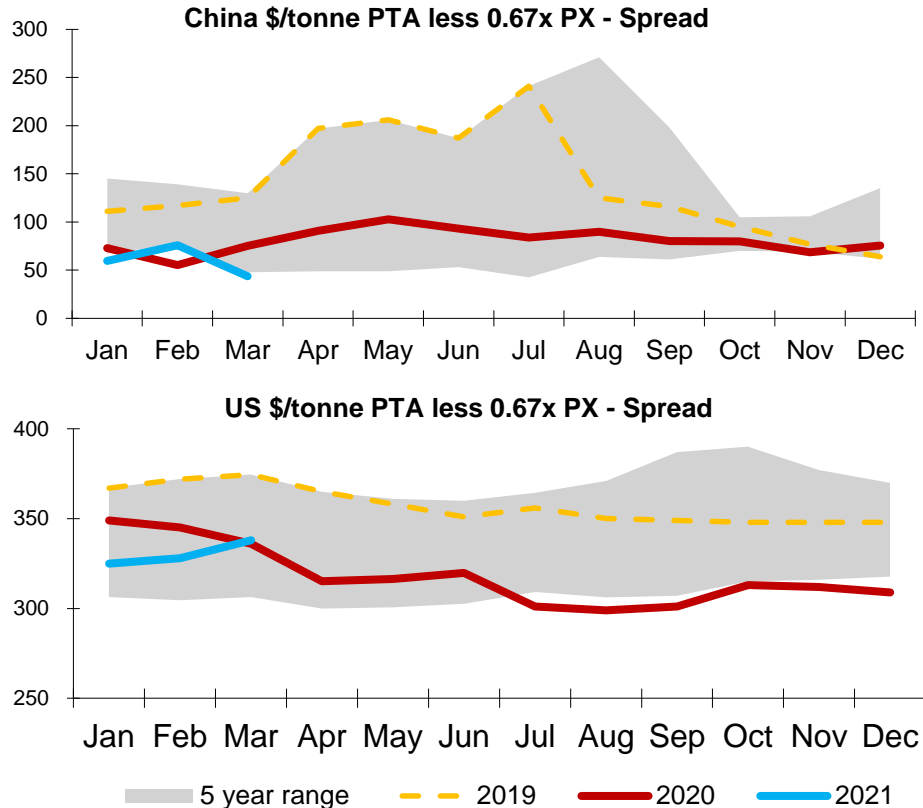 China $/tonne PTA less 0.67x PX - Spread
300
250
200
150
100
50
0
Jan Feb Mar Apr May Jun Jul Aug Sep Oct Nov Dec
US $/tonne PTA less 0.67x PX - Spread
400
350
300
250
Jan Feb Mar Apr May Jun Jul Aug Sep Oct Nov Dec
5 year range 2019 2020 2021